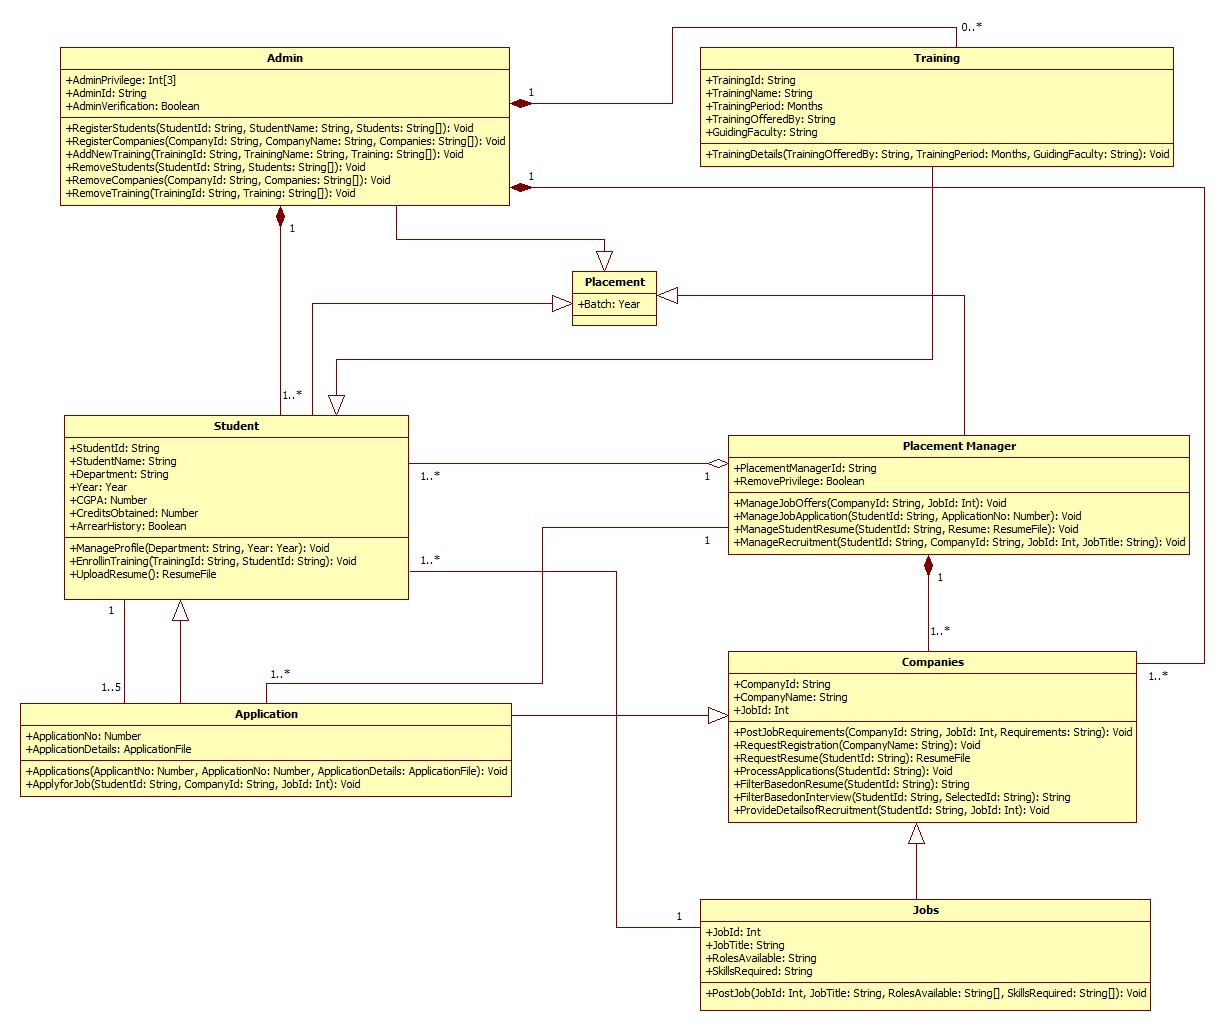 0..*
Admin
+AdminPrivilege: Int[3]
+AdminId: String
+AdminVerification: Boolean
+RegisterStudents(StudentId: String, StudentName: String, Students: String[]): Void
+RegisterCompanies(CompanyId: String, CompanyName: String, Companies: String[]): Void
+AddNewTraining(TrainingId: String, TrainingName: String, Training: String[]): Void
+RemoveStudents(StudentId: String, Students: String[]): Void
+RemoveCompanies(CompanyId: String, Companies: String[]): Void
+RemoveTraining(TrainingId: String, Training: String[]): Void
1
1
1
Training
+TrainingId: String
+TrainingName: String
+TrainingPeriod: Months
+TrainingOfferedBy: String
+GuidingFaculty: String
+TrainingDetails(TrainingOfferedBy: String, TrainingPeriod: Months, GuidingFaculty: String): Void
Placement
+Batch: Year
1..*
Student
+StudentId: String
+StudentName: String
+Department: String
+Year: Year
+CGPA: Number
+CreditsObtained: Number
+ArrearHistory: Boolean
+ManageProfile(Department: String, Year: Year): Void
+EnrollinTraining(TrainingId: String, StudentId: String): Void
+UploadResume(): ResumeFile
1..*
1
1..*
1
Placement Manager
+PlacementManagerId: String
+RemovePrivilege: Boolean
+ManageJobOffers(CompanyId: String, JobId: Int): Void
+ManageJobApplication(StudentId: String, ApplicationNo: Number): Void
+ManageStudentResume(StudentId: String, Resume: ResumeFile): Void
+ManageRecruitment(StudentId: String, CompanyId: String, JobId: Int, JobTitle: String): Void
1
1..*
1..*
1
1..5
1..*
Application
+ApplicationNo: Number
+ApplicationDetails: ApplicationFile
+Applications(ApplicantNo: Number, ApplicationNo: Number, ApplicationDetails: ApplicationFile): Void
+ApplyforJob(StudentId: String, CompanyId: String, JobId: Int): Void
Companies
+CompanyId: String
+CompanyName: String
+JobId: Int
+PostJobRequirements(CompanyId: String, JobId: Int, Requirements: String): Void
+RequestRegistration(CompanyName: String): Void
+RequestResume(StudentId: String): ResumeFile
+ProcessApplications(StudentId: String): Void
+FilterBasedonResume(StudentId: String): String
+FilterBasedonInterview(StudentId: String, SelectedId: String): String
+ProvideDetailsofRecruitment(StudentId: String, JobId: Int): Void
1
Jobs
+JobId: Int
+JobTitle: String
+RolesAvailable: String
+SkillsRequired: String
+PostJob(JobId: Int, JobTitle: String, RolesAvailable: String[], SkillsRequired: String[]): Void